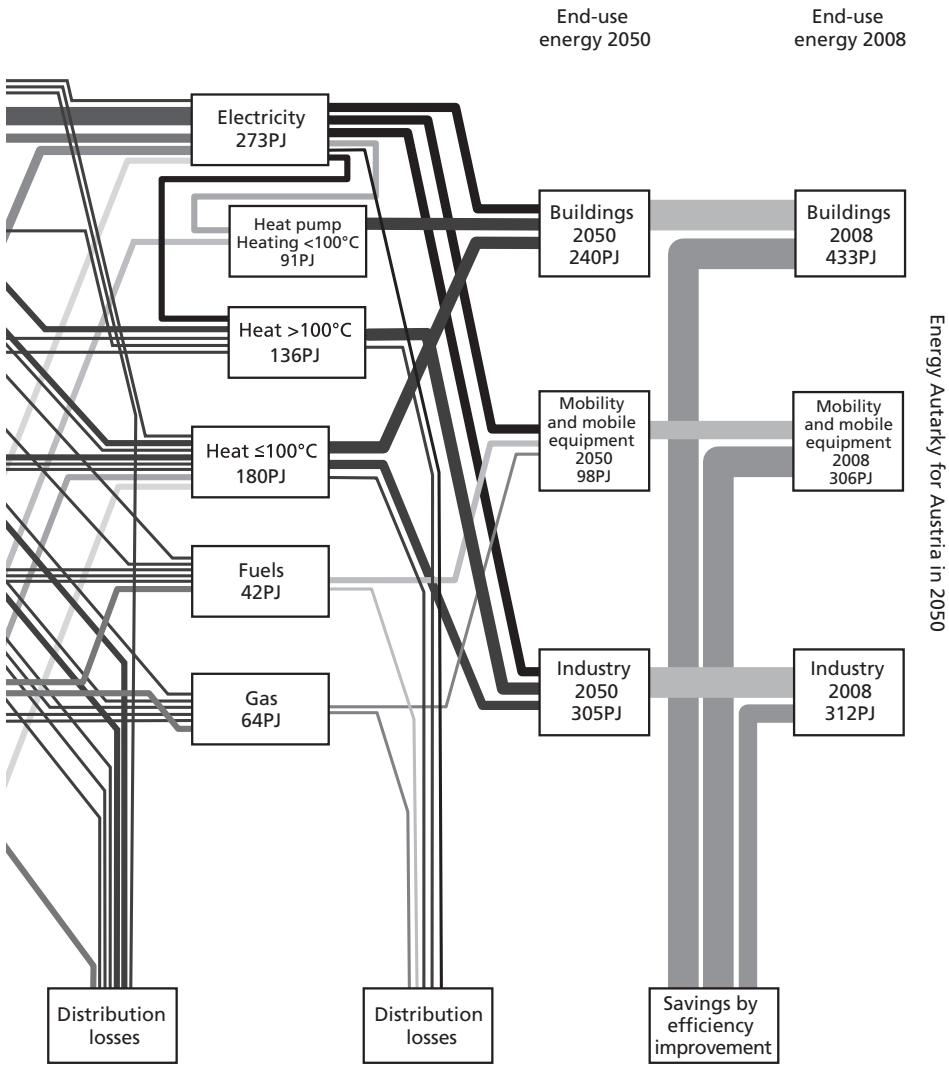 End-use
energy 2050
End-use
energy 2008
Electricity
273PJ
Heat pump
Heating <100°C
91PJ
Heat >100°C
136PJ
Heat ≤100°C
180PJ
Fuels
42PJ
Gas
64PJ
Buildings
2050
240PJ
Buildings
2008
433PJ
Mobility
and mobile
equipment
2050
98PJ
Mobility
and mobile
equipment
2008
306PJ
Industry
2050
305PJ
Industry
2008
312PJ
Distribution
losses
Distribution
losses
Savings by
efficiency
improvement
Energy Autarky for Austria in 2050